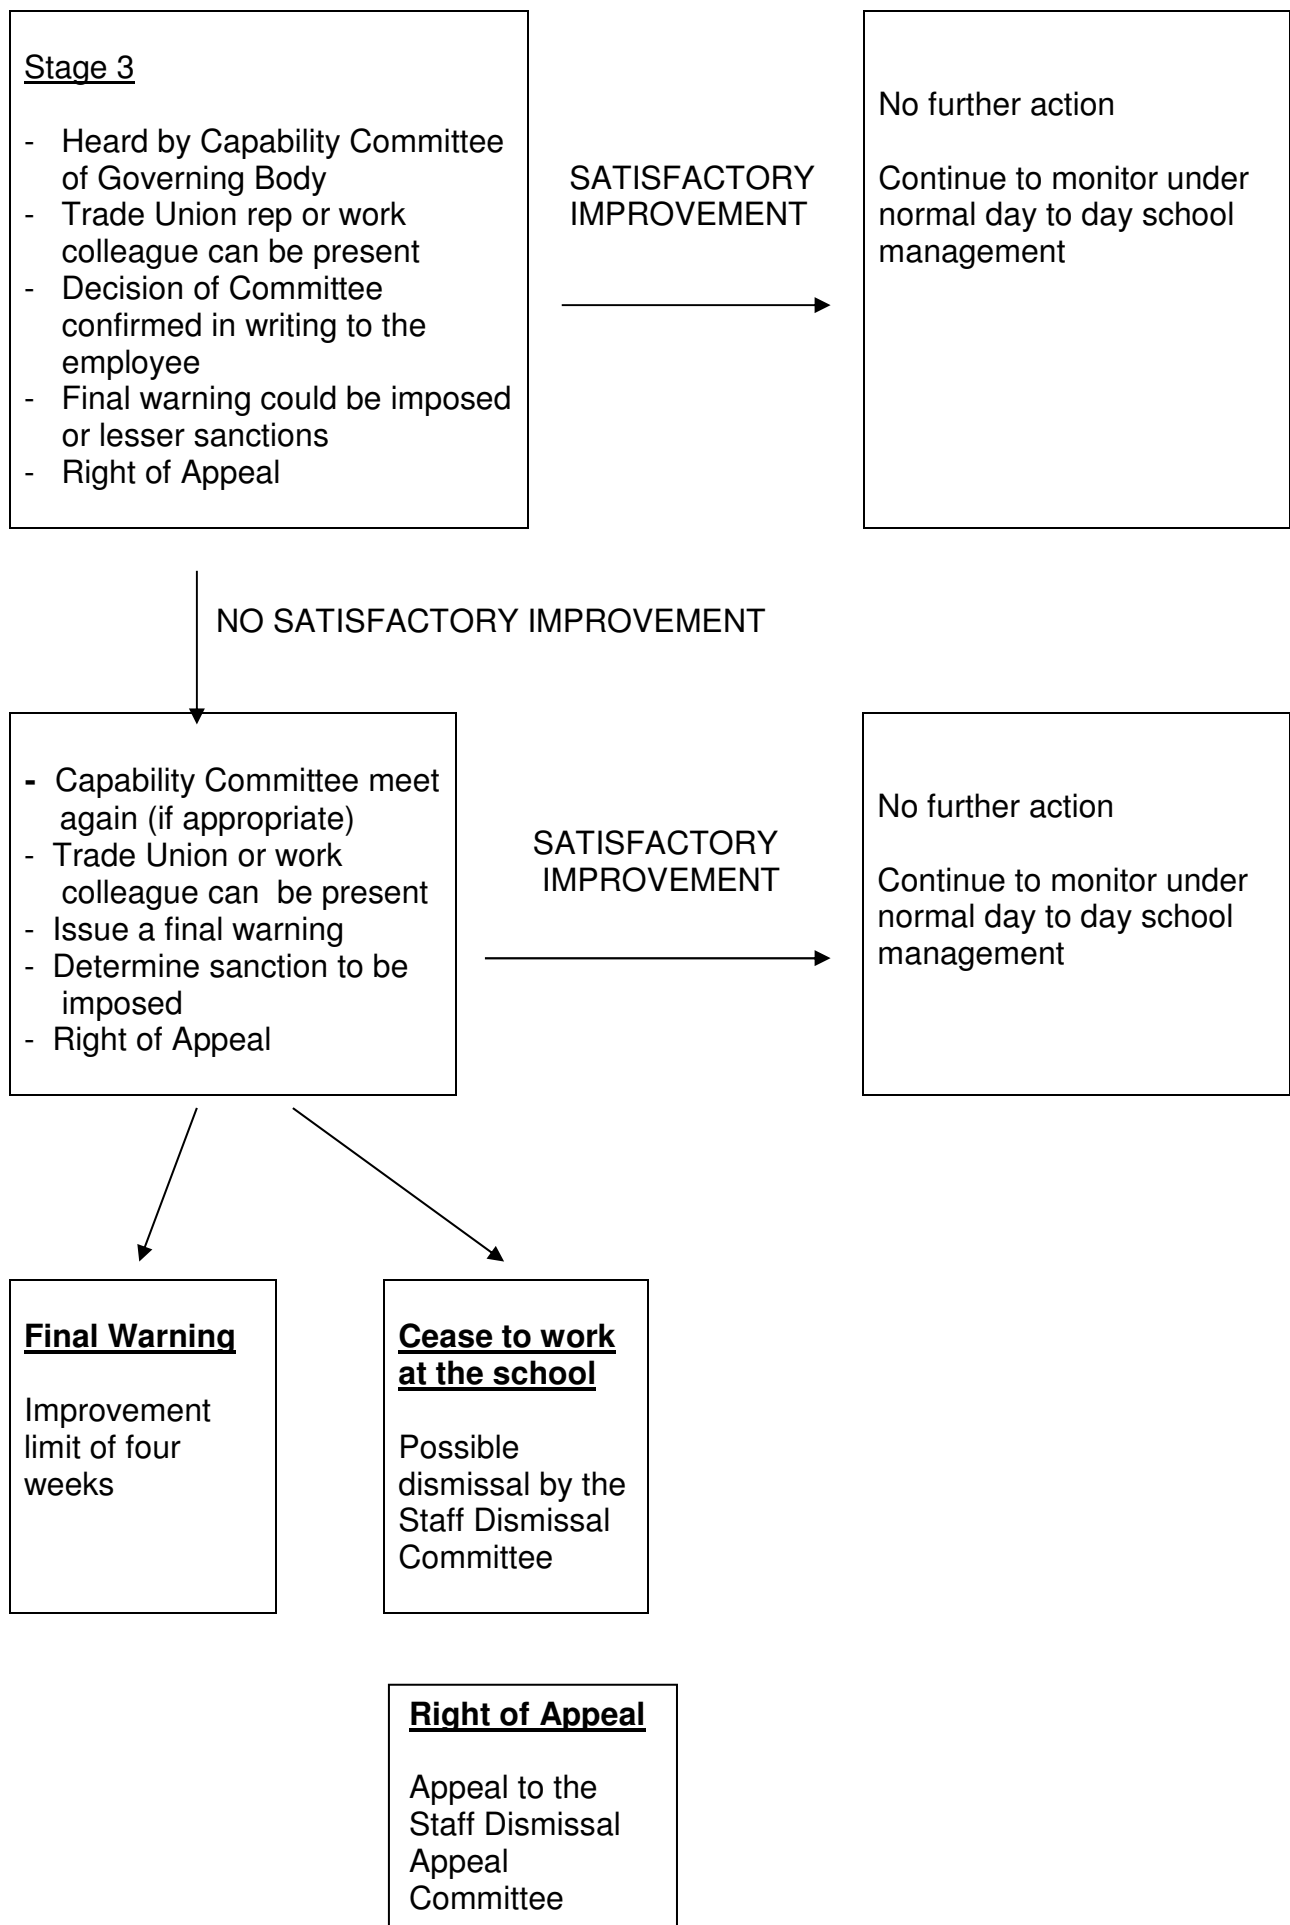 Stage 3
- Heard by Capability Committee
of Governing Body
- Trade Union rep or work
colleague can be present
- Decision of Committee
confirmed in writing to the
employee
- Final warning could be imposed
or lesser sanctions
- Right of Appeal
SATISFACTORY
IMPROVEMENT
No further action
Continue to monitor under
normal day to day school
management
NO SATISFACTORY IMPROVEMENT
- Capability Committee meet
again (if appropriate)
- Trade Union or work
colleague can  be present
- Issue a final warning
- Determine sanction to be
imposed
- Right of Appeal
SATISFACTORY
IMPROVEMENT
No further action
Continue to monitor under
normal day to day school
management
Final Warning
Improvement
limit of four
weeks
Cease to work
at the school
Possible
dismissal by the
Staff Dismissal
Committee
Right of Appeal
Appeal to the
Staff Dismissal
Appeal
Committee